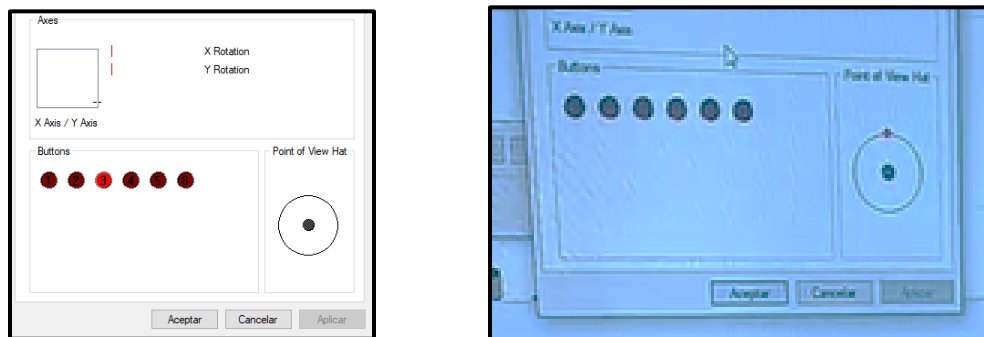 Axes
X Rotation
Y Rotation
X Axis / Y Axis
Buttons
Point of View Hat
1 2 3 4 5 6
Aceptar Cancelar Aplicar
X Axis / Y Axis
Buttons
Point of View Hat
Aceptar Cancelar Aplicar